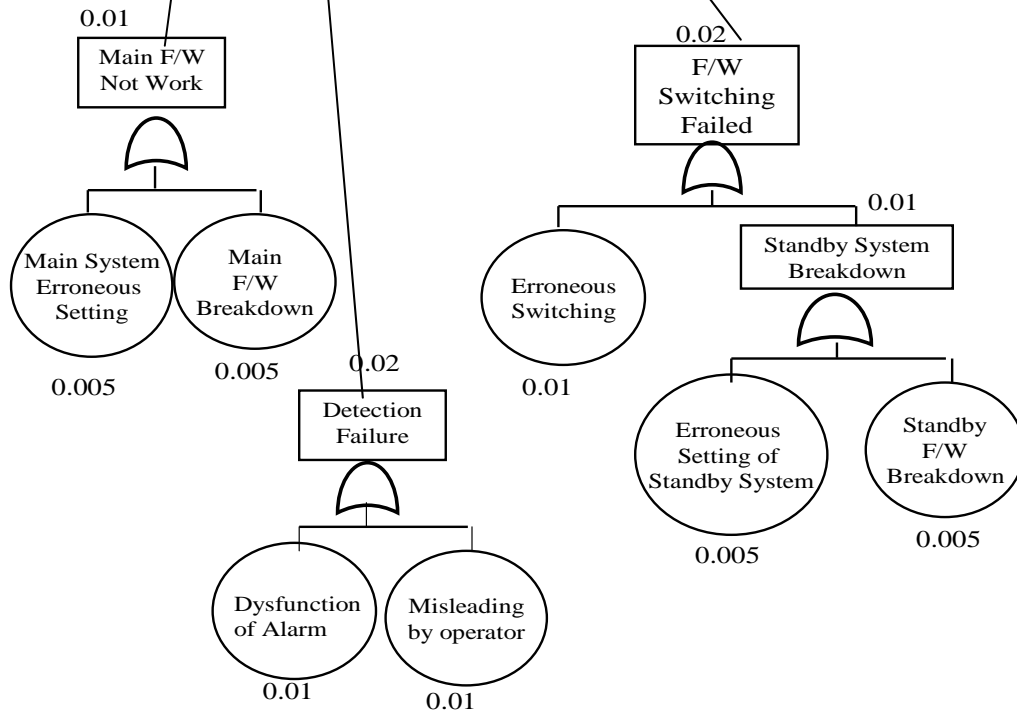 0.01
Main F/W
Not Work
0.02
F/W
Switching
Failed
Main System
Erroneous
Setting
0.005
Main
F/W
Breakdown
0.005
Erroneous
Switching
0.01
0.01
Standby System
Breakdown
0.02
Detection
Failure
Erroneous
Setting of
Standby System
0.005
Standby
F/W
Breakdown
0.005
Dysfunction
of Alarm
0.01
Misleading
by operator
0.01